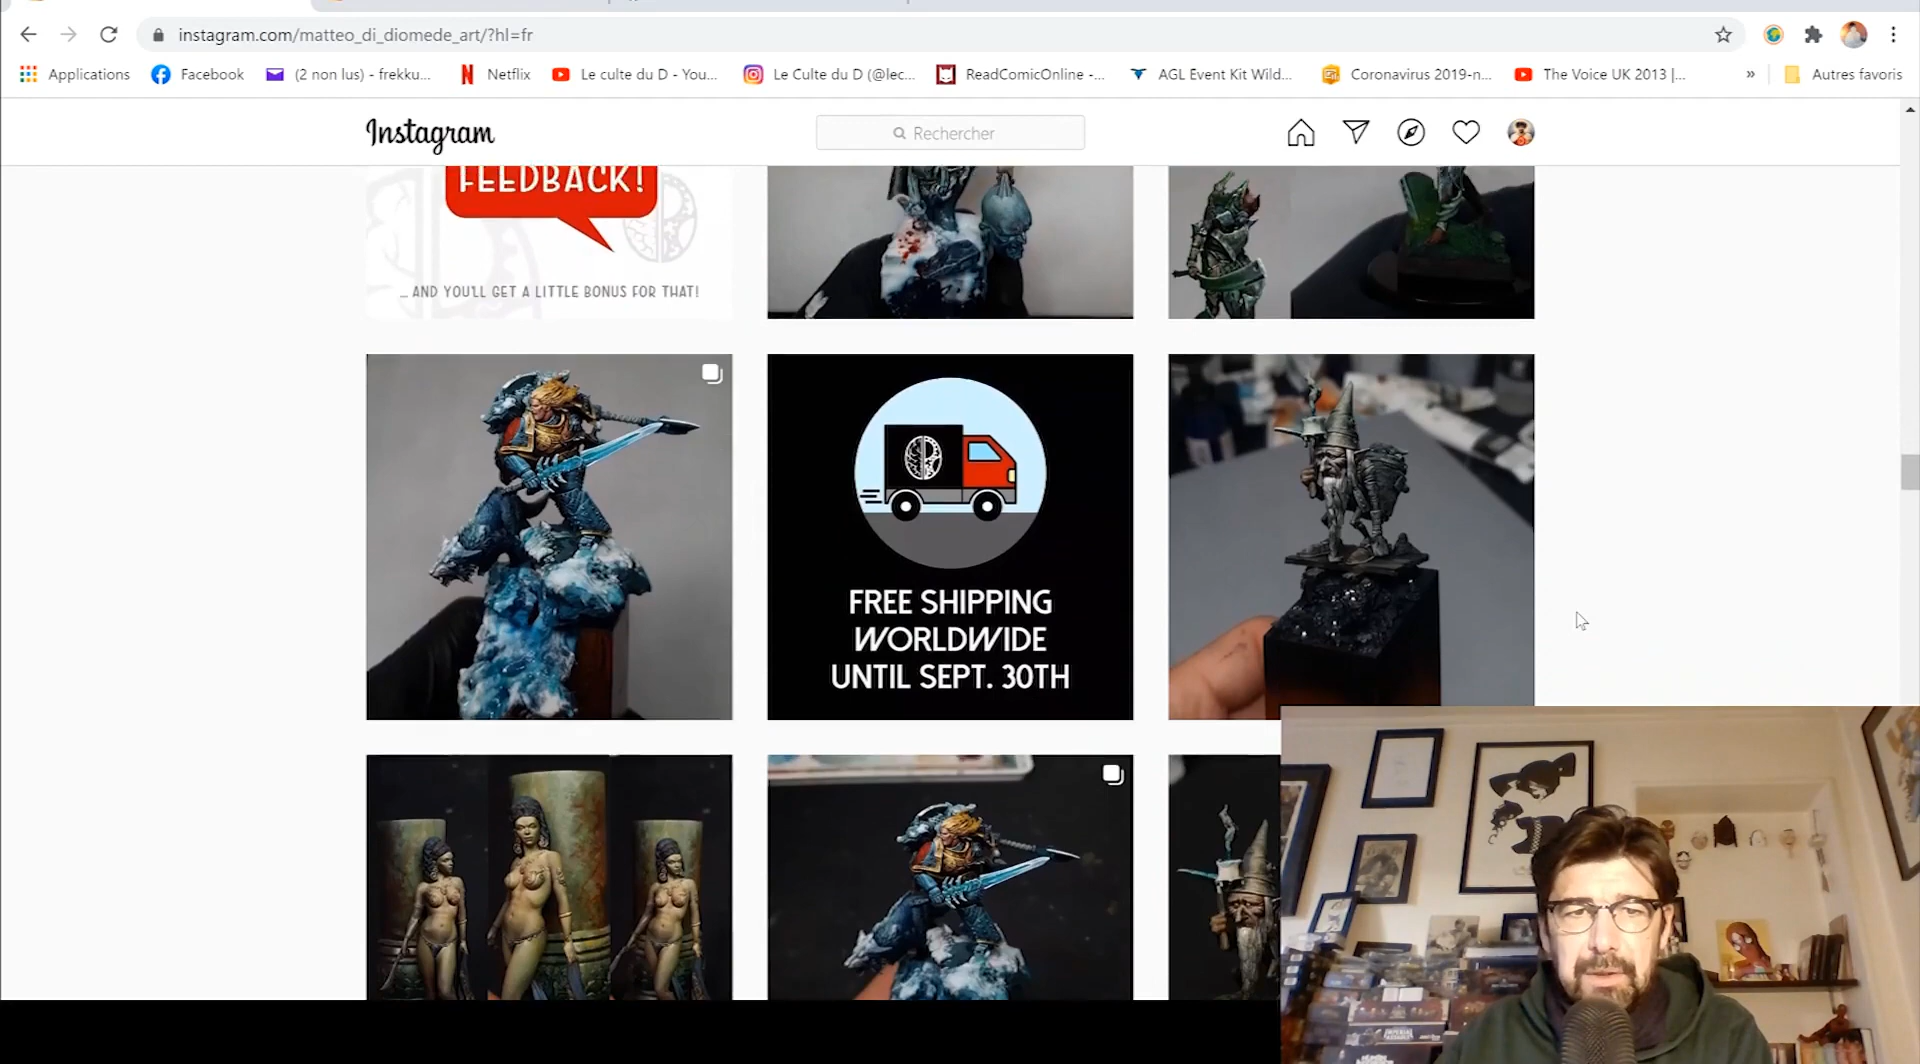 instagram.com/matteo_di_diomede_art/?hl=fr
Applications
Facebook
(2 non lus) - frekku...
Netflix
Le culte du D - You...
Le Culte du D (@lec...
ReadComicOnline -...
AGL Event Kit Wild...
Coronavirus 2019-n...
The Voice UK 2013 |...
»
Autres favoris
Instagram
Rechercher
FEEDBACK!
... AND YOU'LL GET A LITTLE BONUS FOR THAT!
FREE SHIPPING
WORLDWIDE
UNTIL SEPT. 30TH